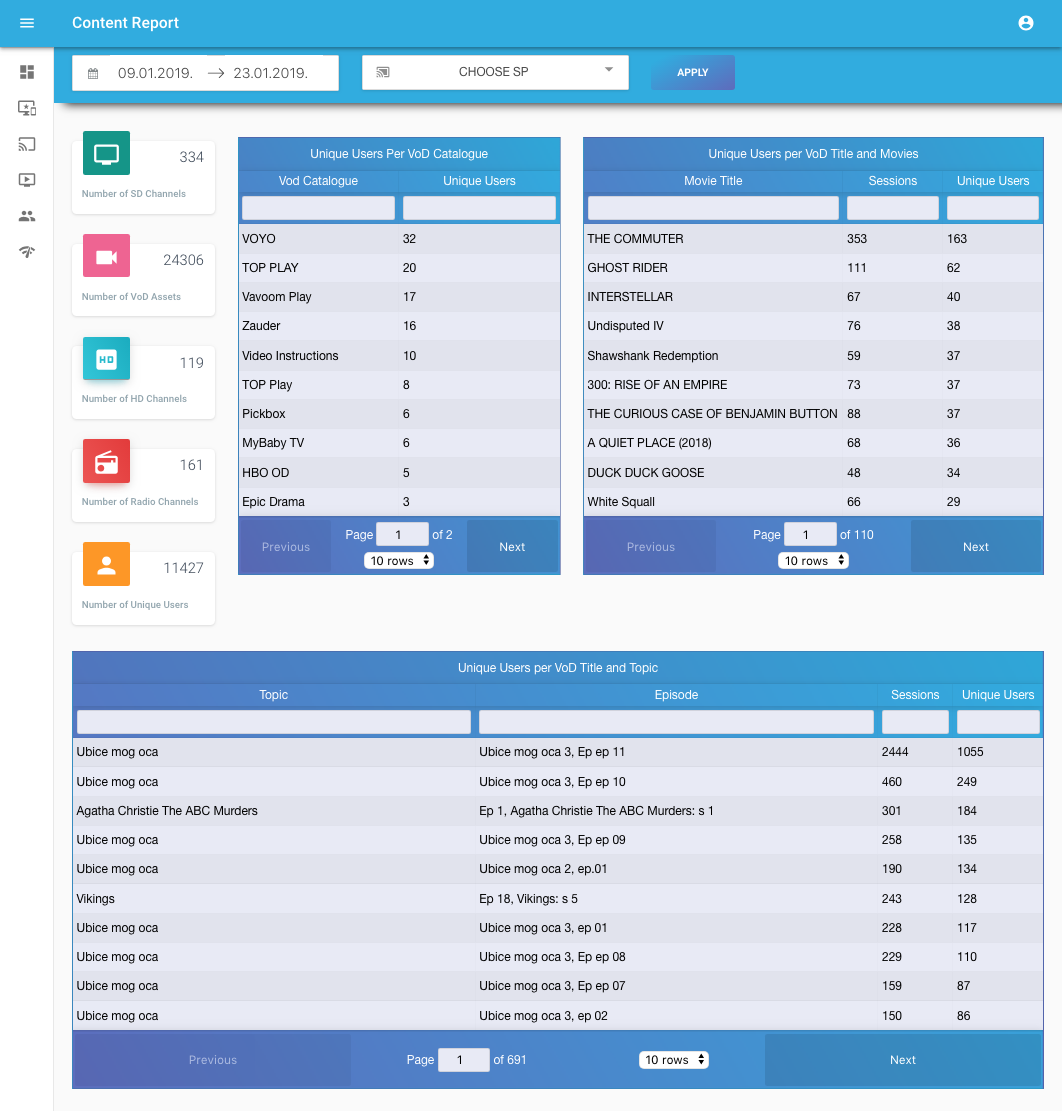 Content Report
09.01.2019. → 23.01.2019.
CHOOSE SP
APPLY
334
Number of SD Channels
24306
Number of VoD Assets
HD
119
Number of HD Channels
161
Number of Radio Channels
11427
Number of Unique Users
Unique Users Per VoD Catalogue
Vod Catalogue Unique Users
VOYO 32
TOP PLAY 20
Vavoom Play 17
Zauder 16
Video Instructions 10
TOP Play 8
Pickbox 6
MyBaby TV 6
HBO OD 5
Epic Drama 3
Previous Page 1 of 2 Next
10 rows
Unique Users per VoD Title and Movies
Movie Title Sessions Unique Users
THE COMMUTER 353 163
GHOST RIDER 111 62
INTERSTELLAR 67 40
Undisputed IV 76 38
Shawshank Redemption 59 37
300: RISE OF AN EMPIRE 73 37
THE CURIOUS CASE OF BENJAMIN BUTTON 88 37
A QUIET PLACE (2018) 68 36
DUCK DUCK GOOSE 48 34
White Squall 66 29
Previous Page 1 of 110 Next
10 rows
Unique Users per VoD Title and Topic
Topic Episode Sessions Unique Users
Ubice mog oca Ubice mog oca 3, Ep ep 11 2444 1055
Ubice mog oca Ubice mog oca 3, Ep ep 10 460 249
Agatha Christie The ABC Murders Ep 1, Agatha Christie The ABC Murders: s 1 301 184
Ubice mog oca Ubice mog oca 3, Ep ep 09 258 135
Ubice mog oca Ubice mog oca 2, ep.01 190 134
Vikings Ep 18, Vikings: s 5 243 128
Ubice mog oca Ubice mog oca 3, ep 01 228 117
Ubice mog oca Ubice mog oca 3, Ep ep 08 229 110
Ubice mog oca Ubice mog oca 3, Ep ep 07 159 87
Ubice mog oca Ubice mog oca 3, ep 02 150 86
Previous Page 1 of 691 10 rows Next